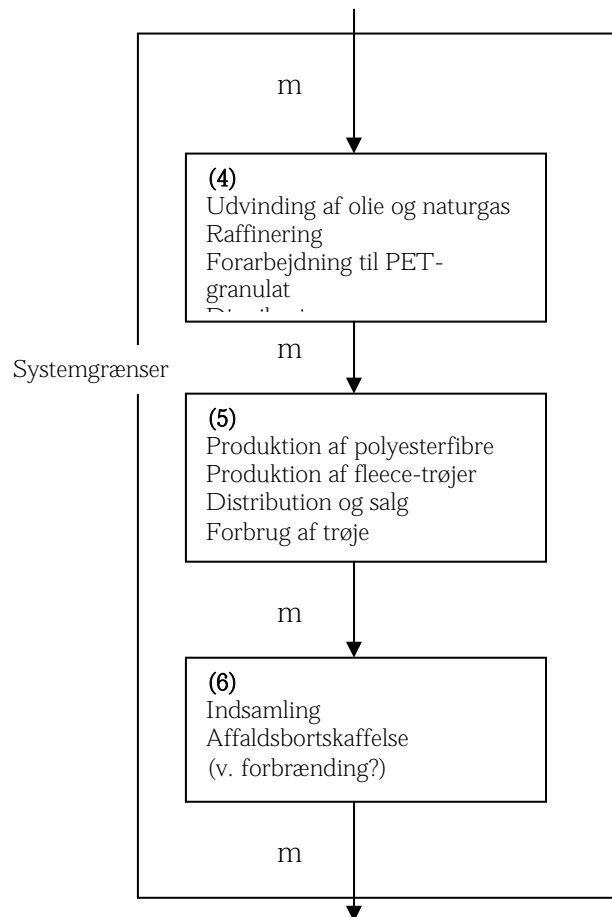 m
(4)
Udvinding af olie og naturgas
Raffinering
Forarbejdning til PET-
granulat
m
Systemgrænser
(5)
Produktion af polyesterfibre
Produktion af fleece-trøjer
Distribution og salg
Forbrug af trøje
m
(6)
Indsamling
Affaldsbortskaffelse
(v. forbrænding?)
m